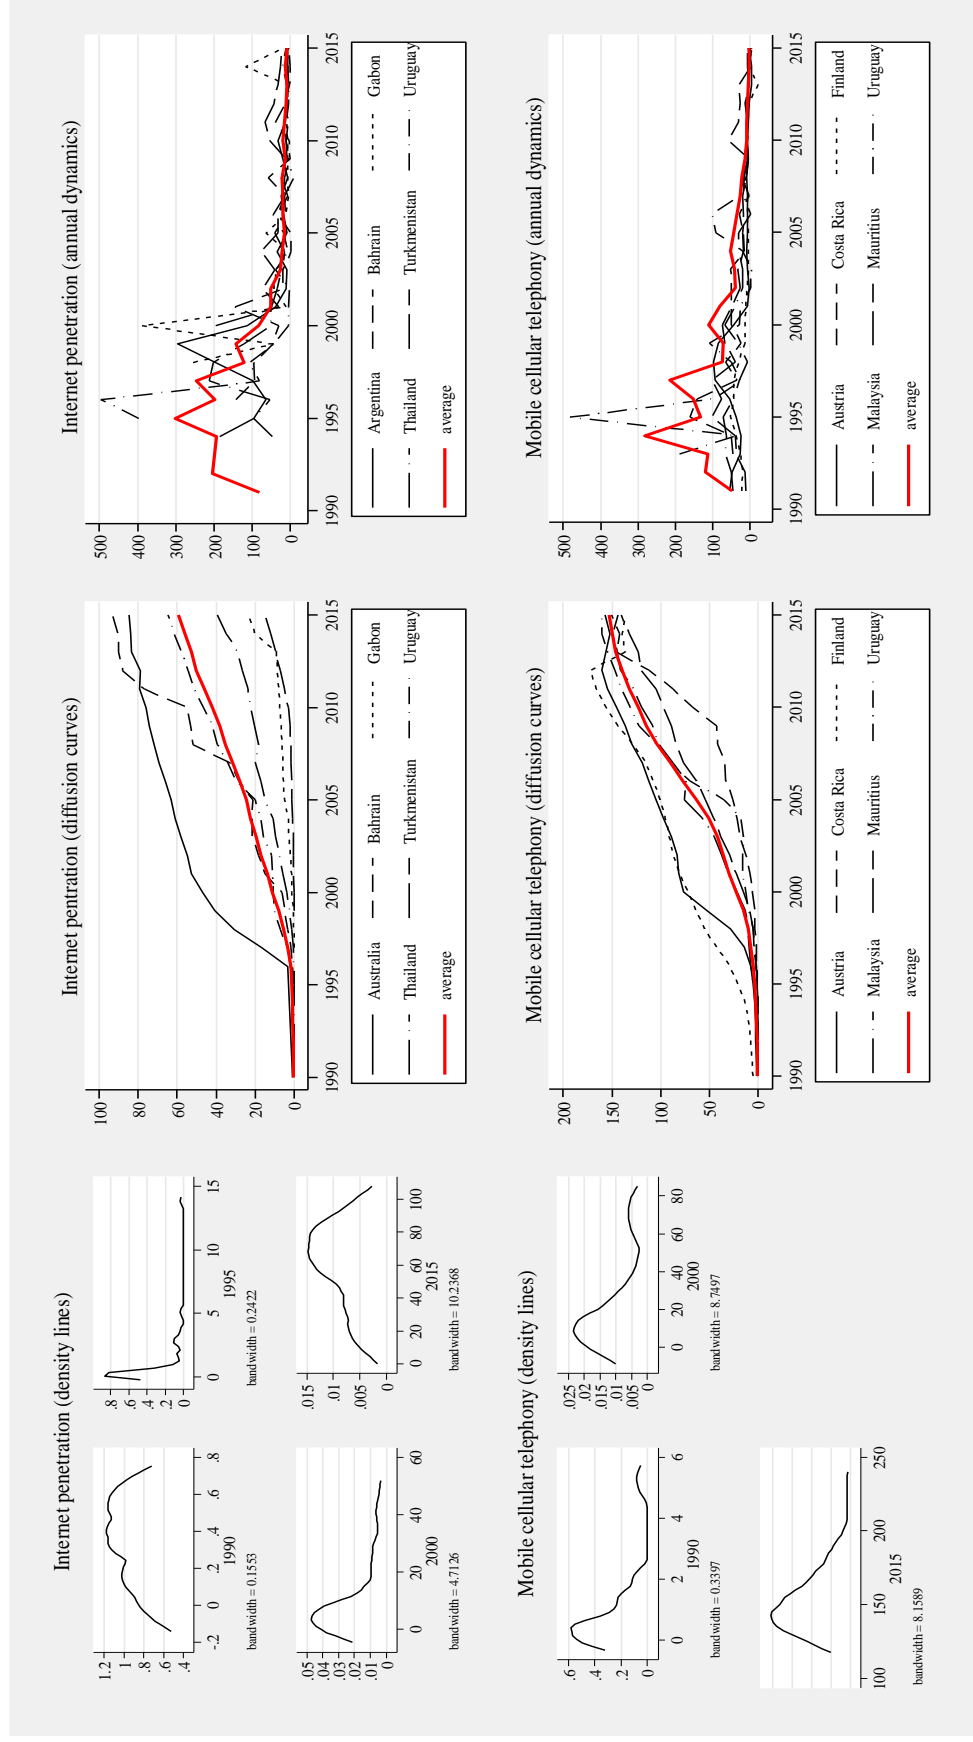 Internet penetration (density lines)
1.2
1
.8
.6
.4
-.2 0 .2 .4 .6 .8
1990
bandwidth = 0.1553
.8
.6
.4
.2
0
0 5 10 15
1995
bandwidth = 0.2422
.05
.04
.03
.02
.01
0
0 20 40 60
2000
bandwidth = 4.7126
.015
.01
.005
0
0 20 40 60 80 100
2015
bandwidth = 10.2368
Internet pentration (diffusion curves)
100
80
60
40
20
0
1990 1995 2000 2005 2010 2015
Australia Bahrain Gabon
Thailand Turkmenistan Uruguay
average
Internet penetration (annual dynamics)
500
400
300
200
100
0
1990 1995 2000 2005 2010 2015
Argentina Bahrain Gabon
Thailand Turkmenistan Uruguay
average
Mobile cellular telephony (density lines)
.6
.4
.2
0
0 2 4 6
1990
bandwidth = 0.3397
.025
.02
.015
.01
.005
0
0 20 40 60 80
2000
bandwidth = 8.7497
100 150 200 250
2015
bandwidth = 8.1589
Mobile cellular telephony (diffusion curves)
200
150
100
50
0
1990 1995 2000 2005 2010 2015
Austria Costa Rica Finland
Malaysia Mauritius Uruguay
average
Mobile cellular telephony (annual dynamics)
500
400
300
200
100
0
1990 1995 2000 2005 2010 2015
Austria Costa Rica Finland
Malaysia Mauritius Uruguay
average